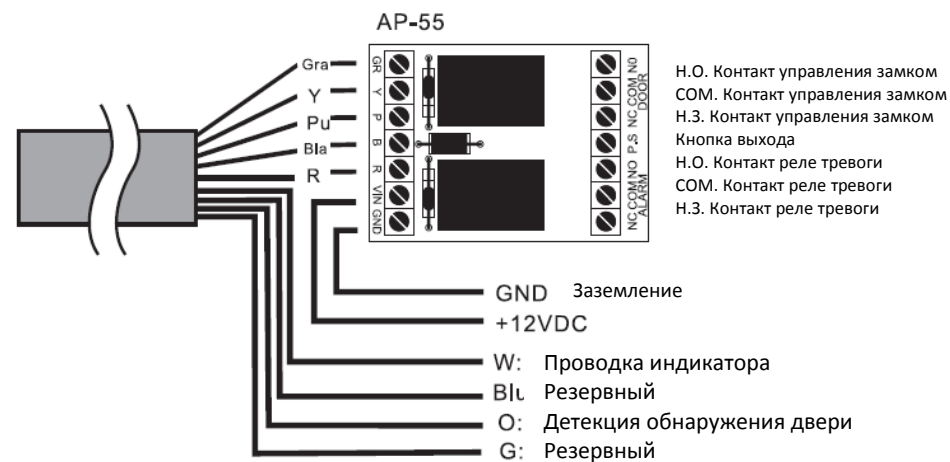 AP-55
Gra
Y
Pu
Bla
R
GR
Y
P
B
R
VIN
GND
NC COM NO
DOOR
P.S
NC COM NO
ALARM
Н.О. Контакт управления замком
COM. Контакт управления замком
Н.З. Контакт управления замком
Кнопка выхода
Н.О. Контакт реле тревоги
COM. Контакт реле тревоги
Н.З. Контакт реле тревоги
GND Заземление
+12VDC
W: Проводка индикатора
Blu Резервный
O: Детекция обнаружения двери
G: Резервный